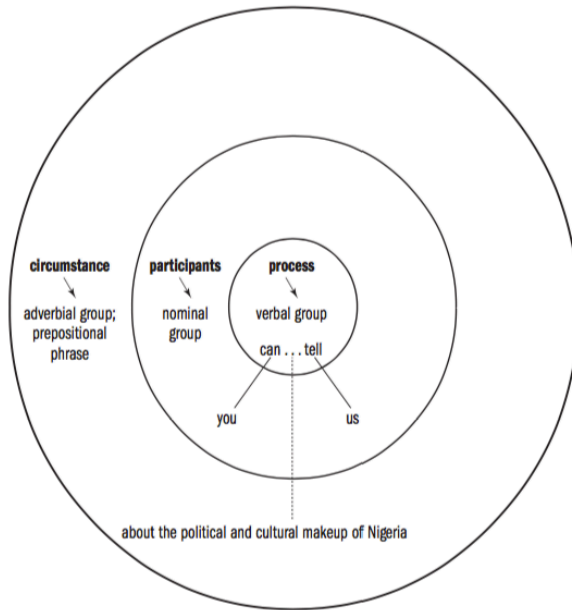 circumstance
participants
process
adverbial group;
prepositional
phrase
nominal
group
verbal group
can . . . tell
you
us
about the political and cultural makeup of Nigeria